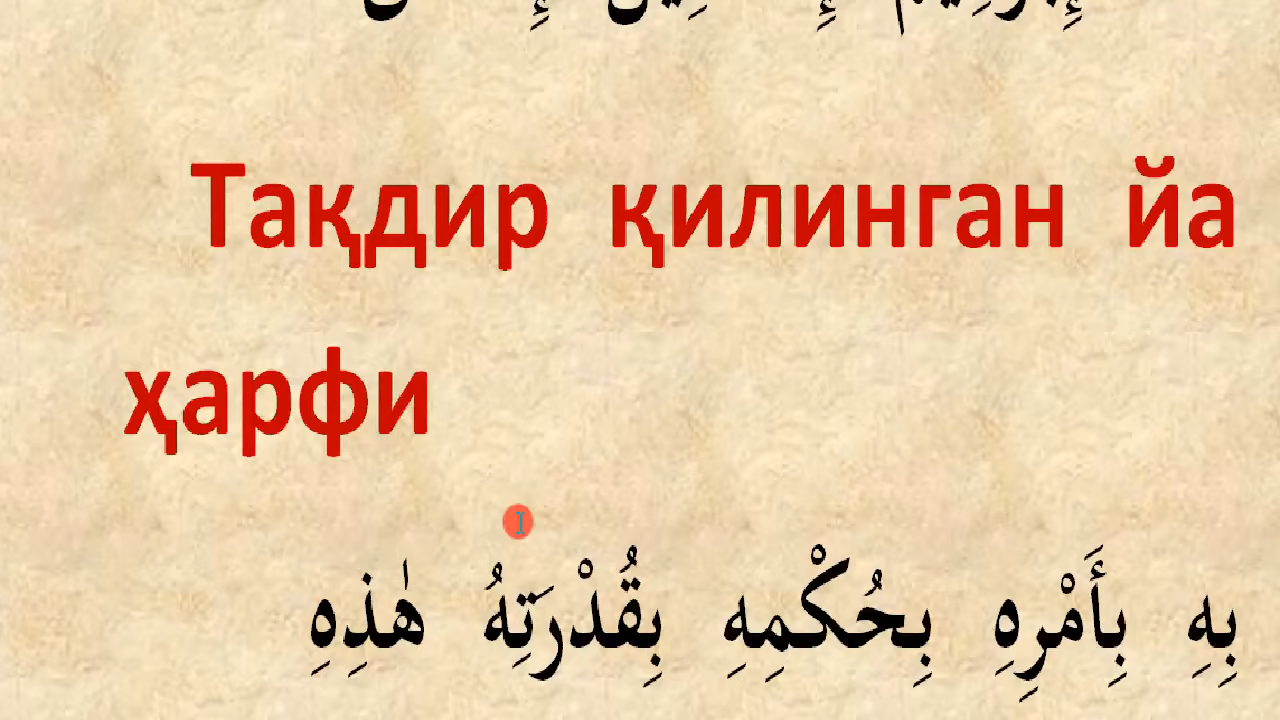 Тақдир қилинган йа
ҳарфи
بِهِ بِأَمْرِهِ بِحُكْمِهِ بِقُدْرَتِهُ هٰذِهِ